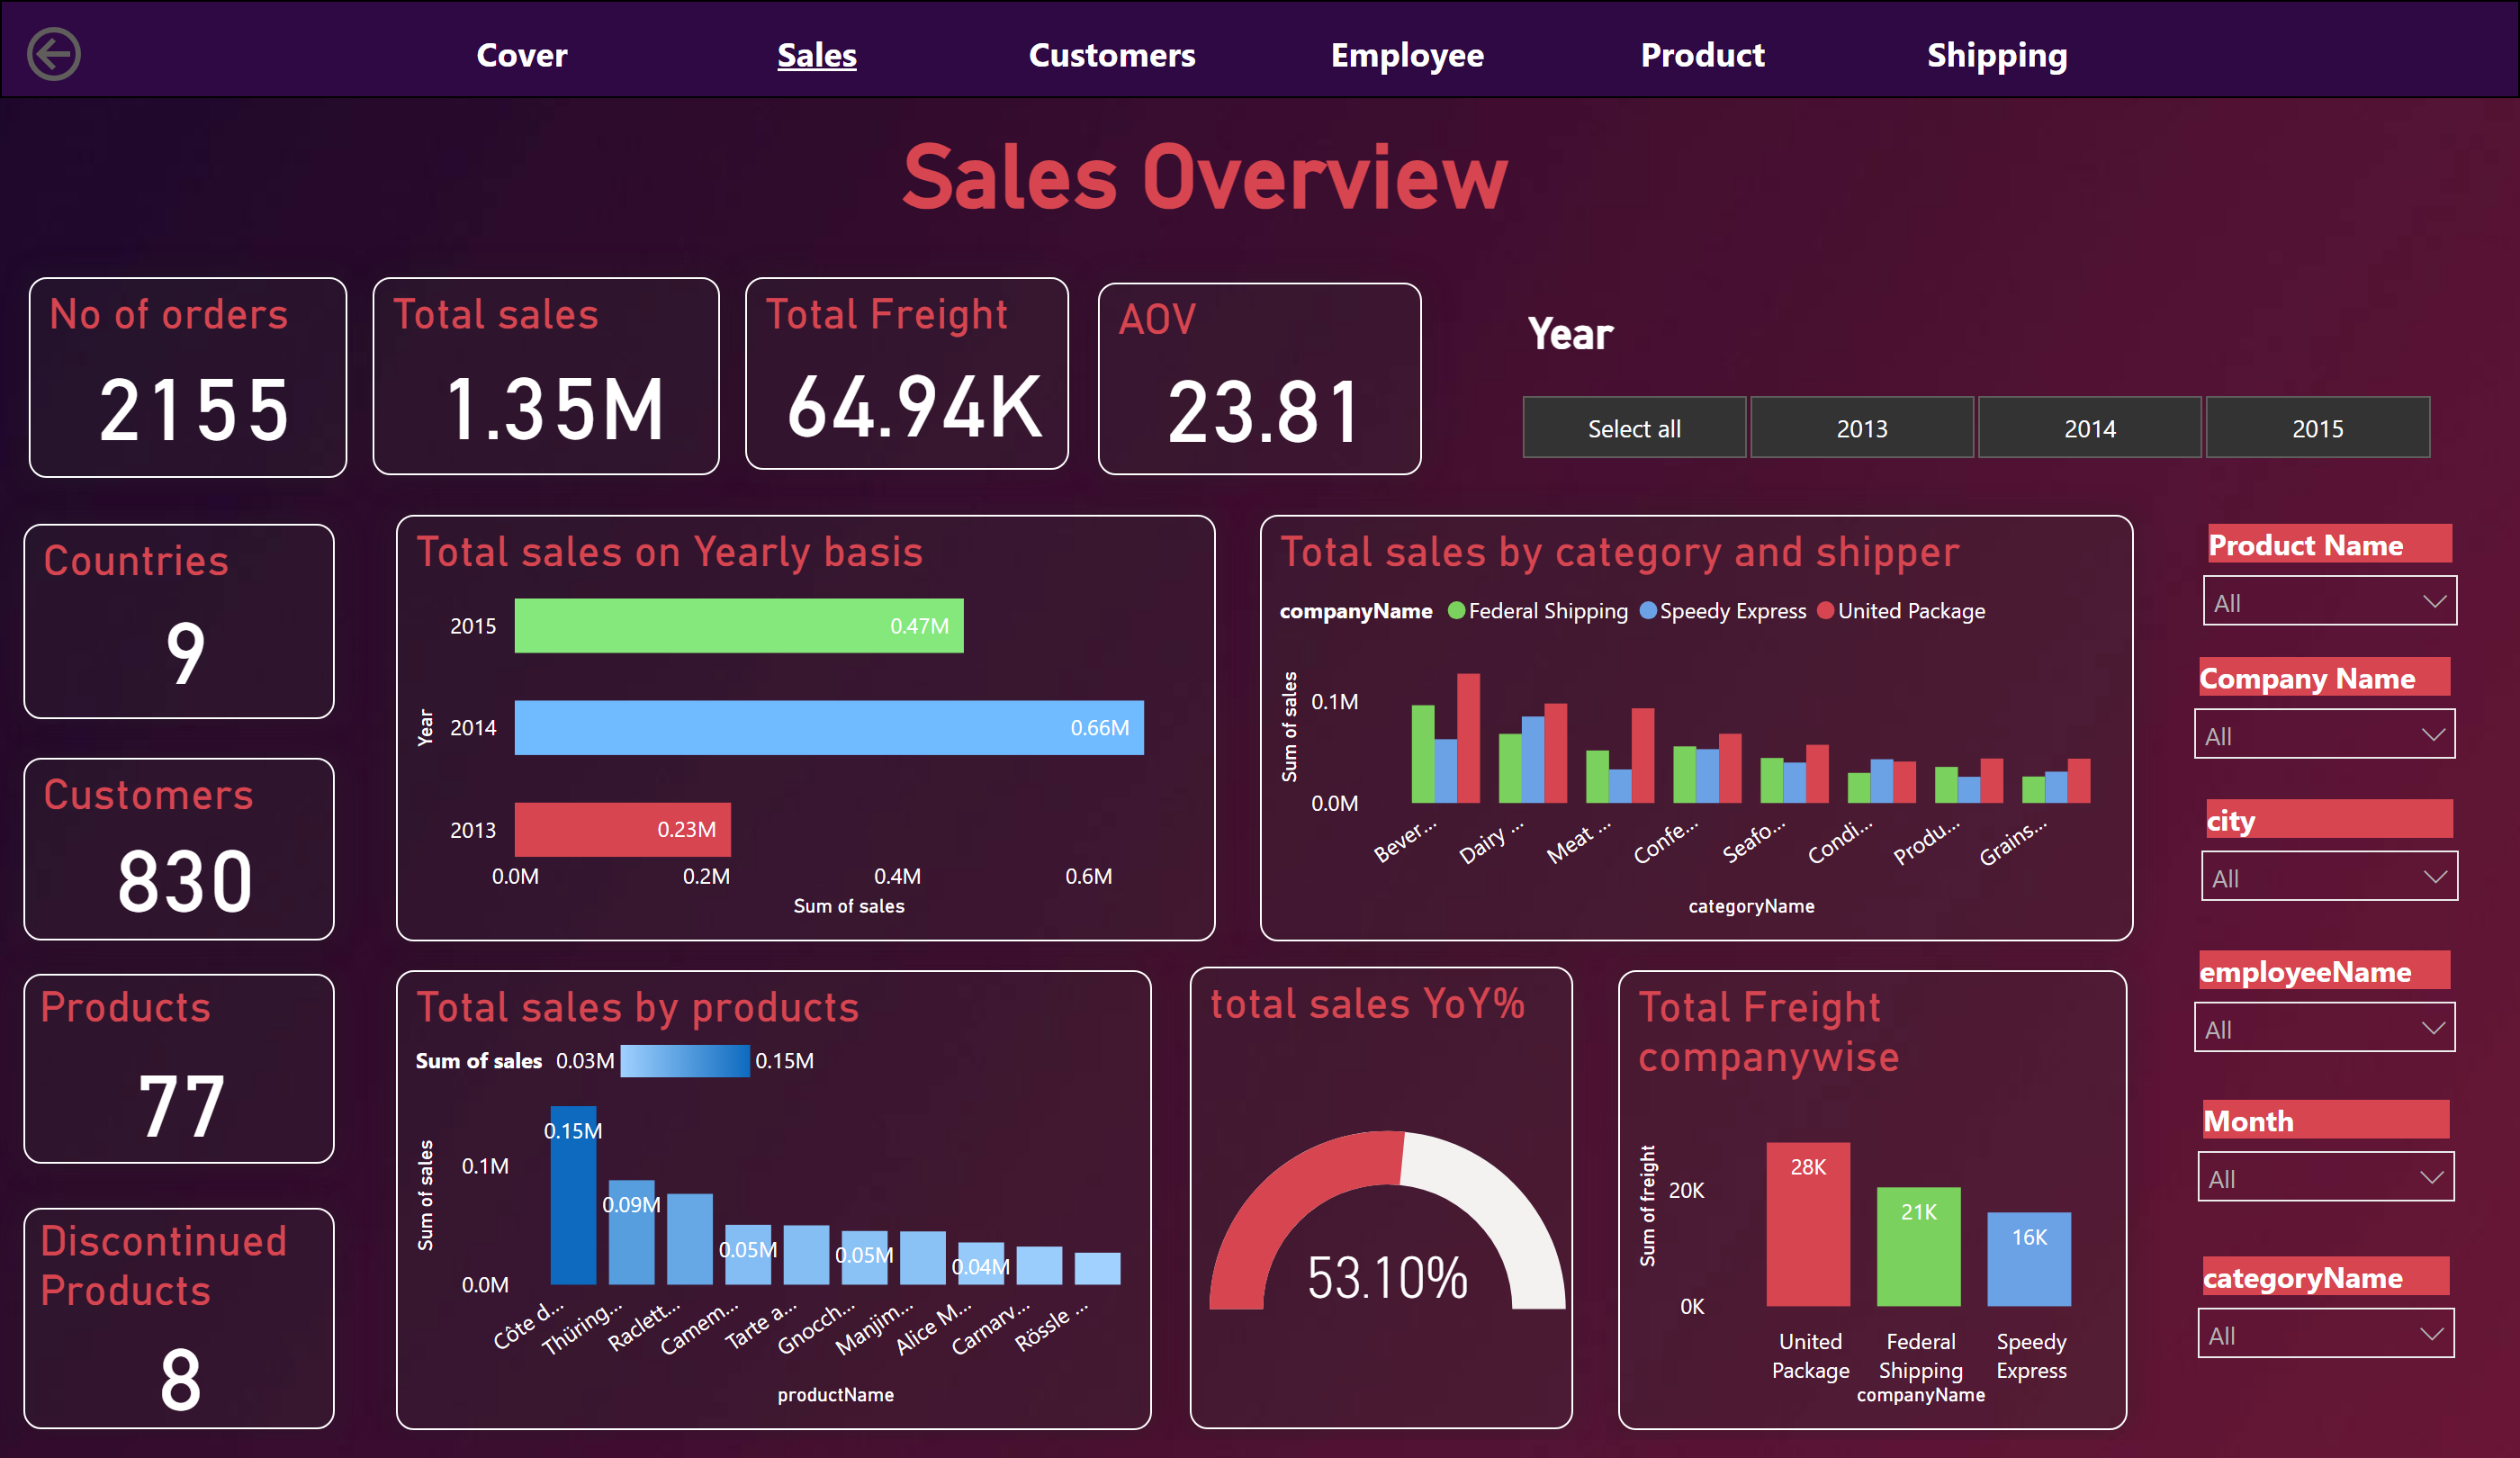 Cover
Sales
Customers
Employee
Product
Shipping
Sales Overview
No of orders
2155
Total sales
1.35M
Total Freight
64.94K
AOV
23.81
Year
Select all
2013
2014
2015
Countries
9
Customers
830
Products
77
Discontinued
Products
8
Total sales on Yearly basis
Year
2015
0.47M
2014
0.66M
2013
0.23M
0.0M 0.2M 0.4M 0.6M
Sum of sales
Total sales by category and shipper
companyName Federal Shipping Speedy Express United Package
Sum of sales
0.1M
0.0M
Bever...
Dairy ...
Meat ...
Confe...
Seafo...
Condi...
Produ...
Grains...
categoryName
Total sales by products
Sum of sales 0.03M 0.15M
Sum of sales
0.1M
0.0M
0.15M
0.09M
0.05M
0.05M
0.04M
Côte d...
Thüring...
Raclett...
Camem...
Tarte a...
Gnocch...
Manjim...
Alice M...
Carnarv...
Rössle ...
productName
total sales YoY%
53.10%
Total Freight
companywise
Sum of freight
20K
0K
28K
21K
16K
United
Package
Federal
Shipping
Speedy
Express
companyName
Product Name
All
Company Name
All
city
All
employeeName
All
Month
All
categoryName
All